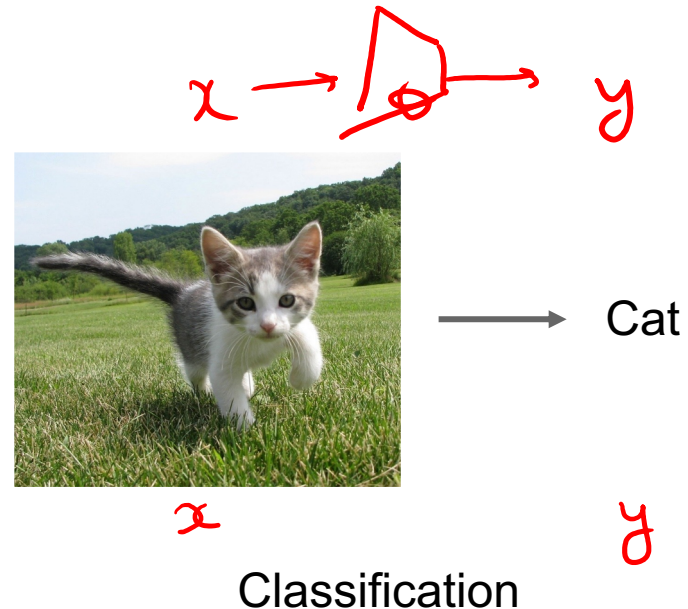 x → y
Cat
x y
Classification